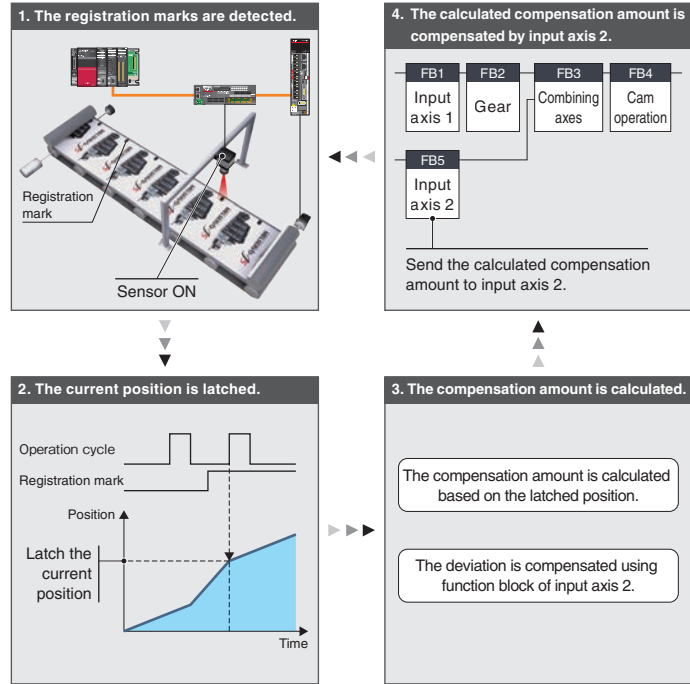 1. The registration marks are detected.
Registration
mark
Sensor ON
2. The current position is latched.
Operation cycle
Registration mark
Position
Latch the
current
position
Time
3. The compensation amount is calculated.
The compensation amount is calculated
based on the latched position.
The deviation is compensated using
function block of input axis 2.
4. The calculated compensation amount is
compensated by input axis 2.
FB1 FB2 FB3 FB4
Input
axis 1
Gear
Combining
axes
Cam
operation
FB5
Input
axis 2
Send the calculated compensation
amount to input axis 2.